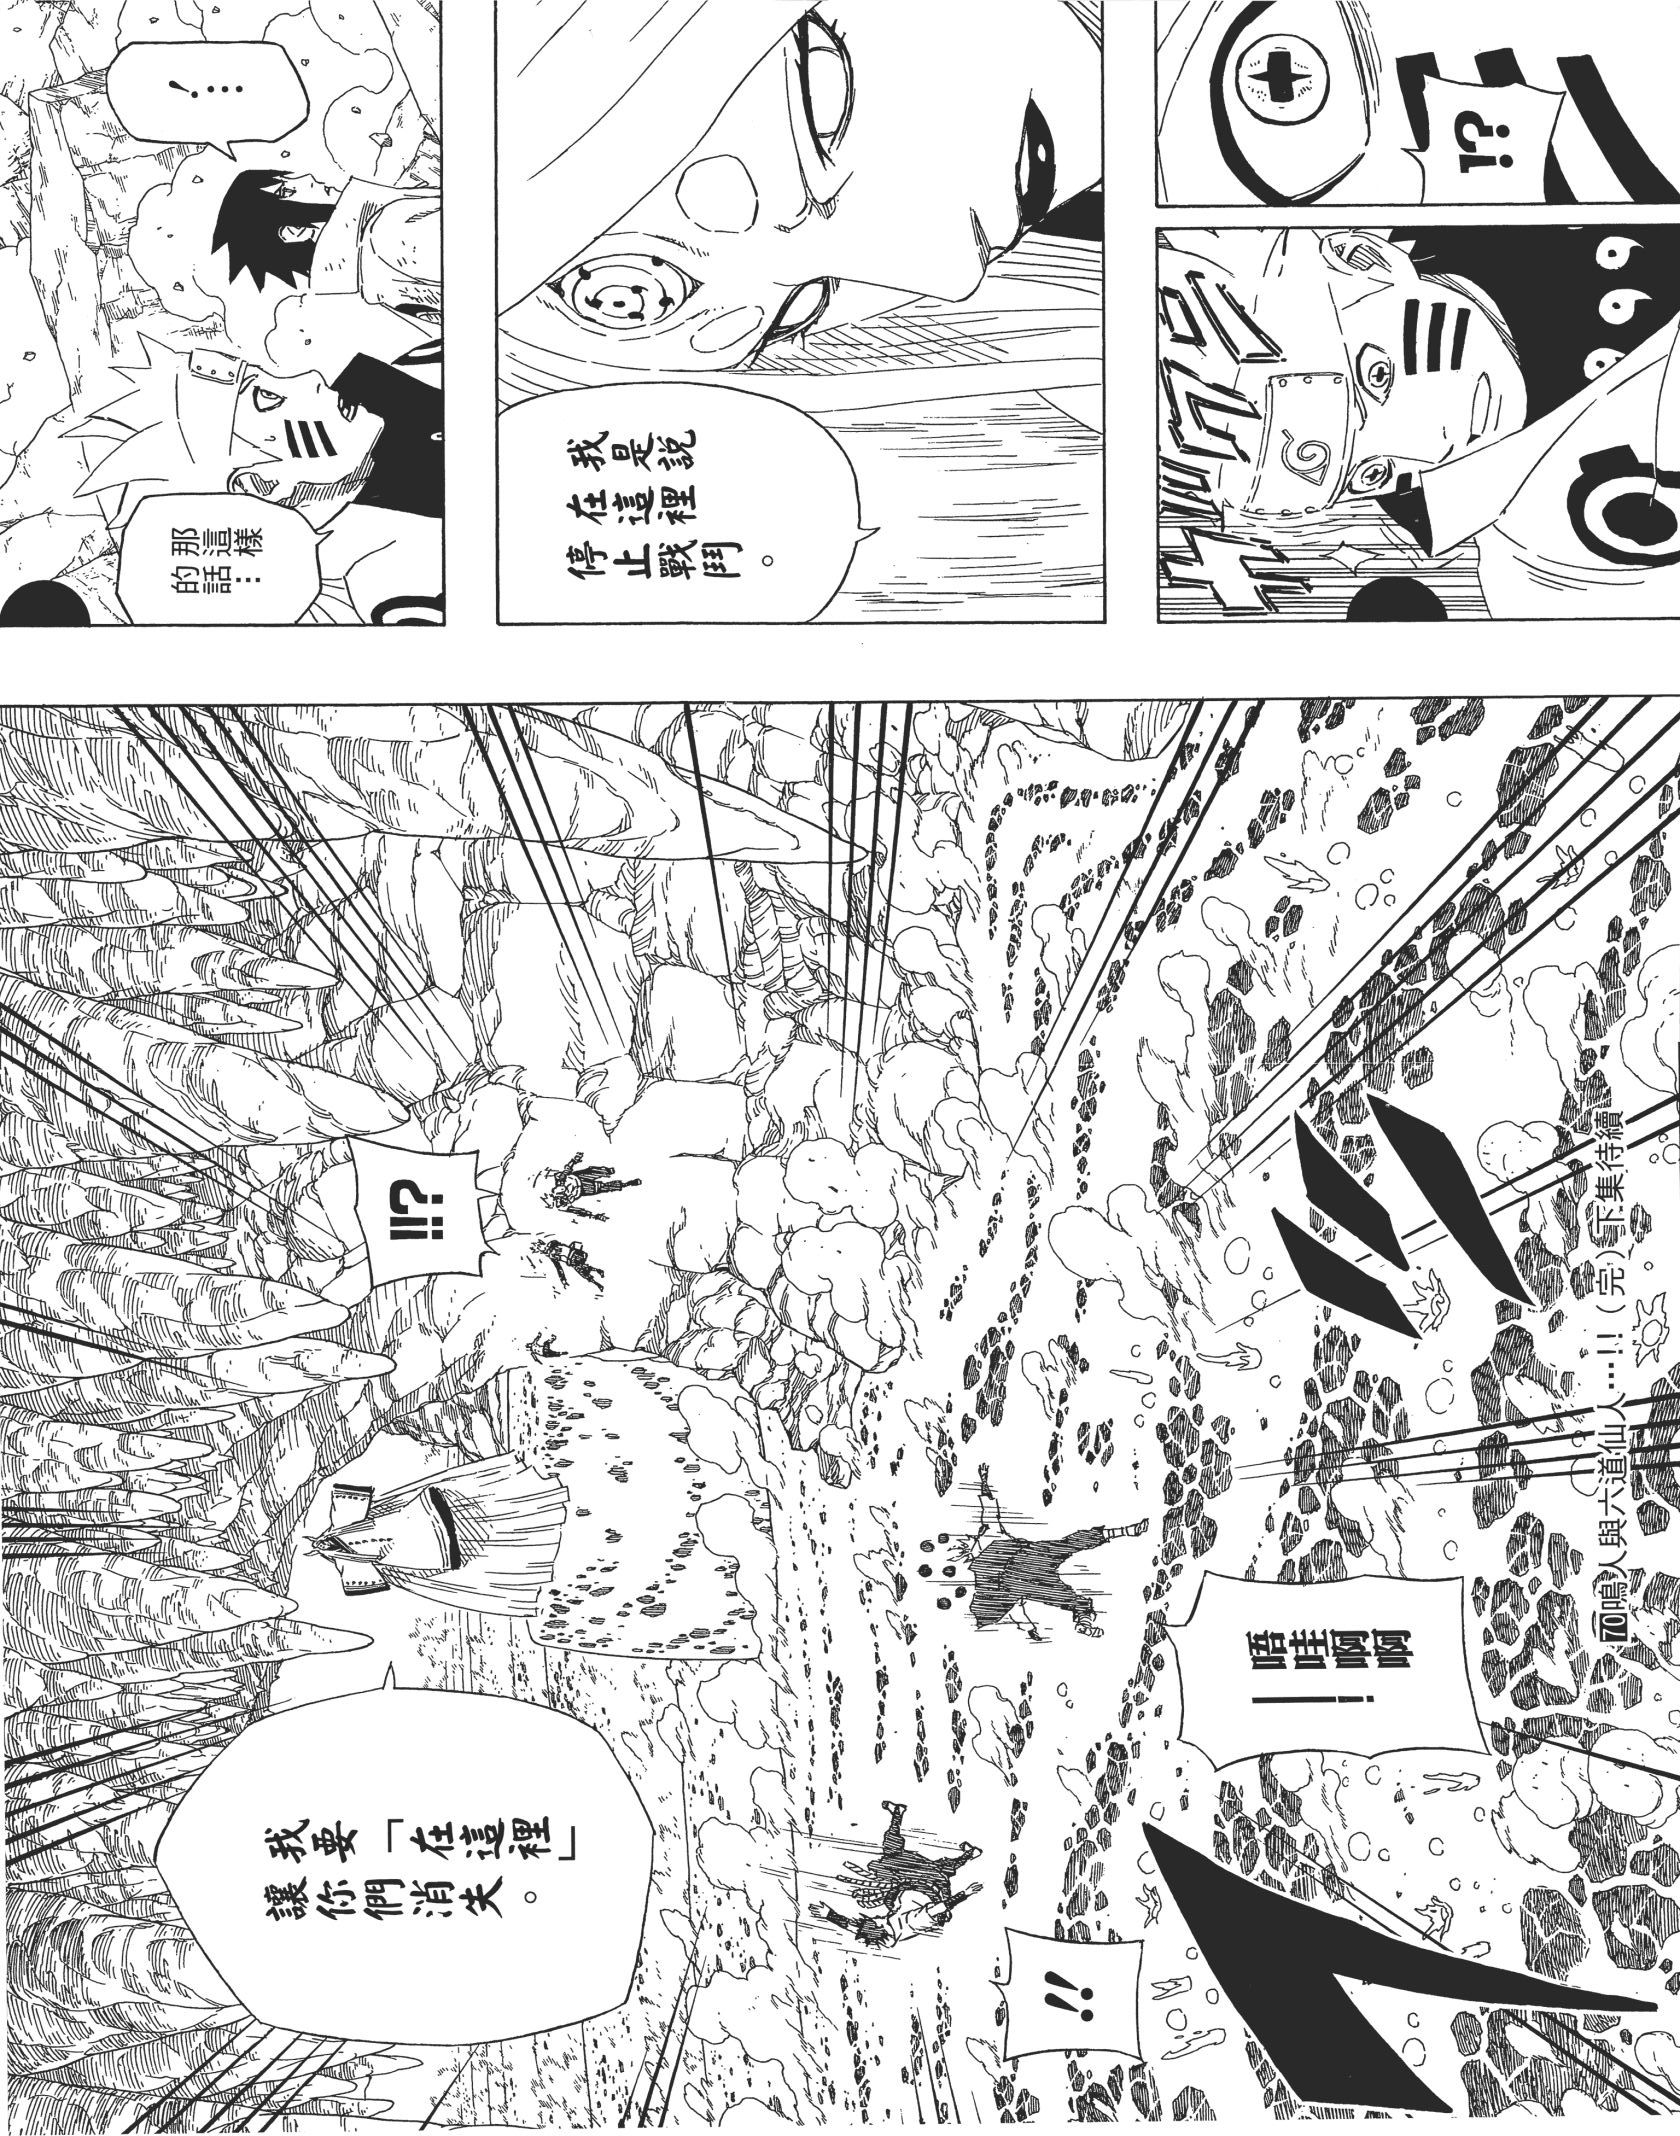 ……！
那這樣
的話…
我是說
在這裡
停止戰鬥。
!?
!!?
我要「在這裡」
讓你們消失。
唔哇啊啊
—！
!!
70鳴人與六道仙人…!!（完）下集待續